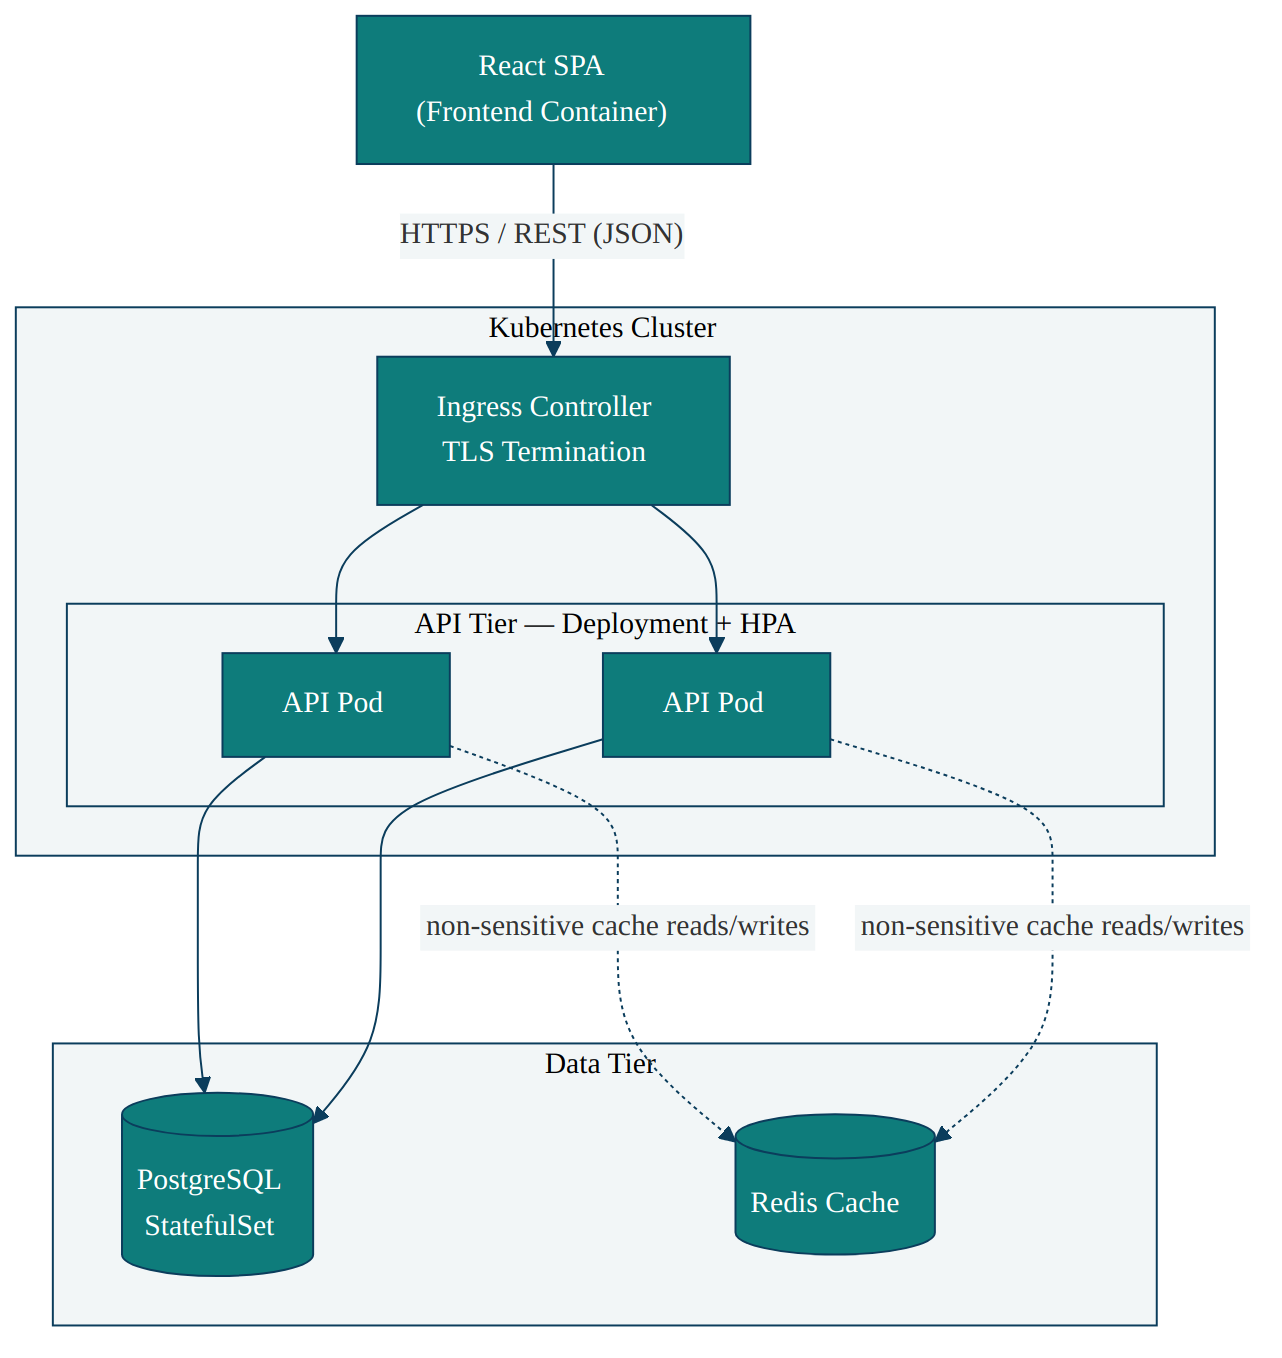 React SPA
(Frontend Container)
HTTPS / REST (JSON)
Kubernetes Cluster
Ingress Controller
TLS Termination
API Tier — Deployment + HPA
API Pod
API Pod
non-sensitive cache reads/writes
non-sensitive cache reads/writes
Data Tier
PostgreSQL
StatefulSet
Redis Cache